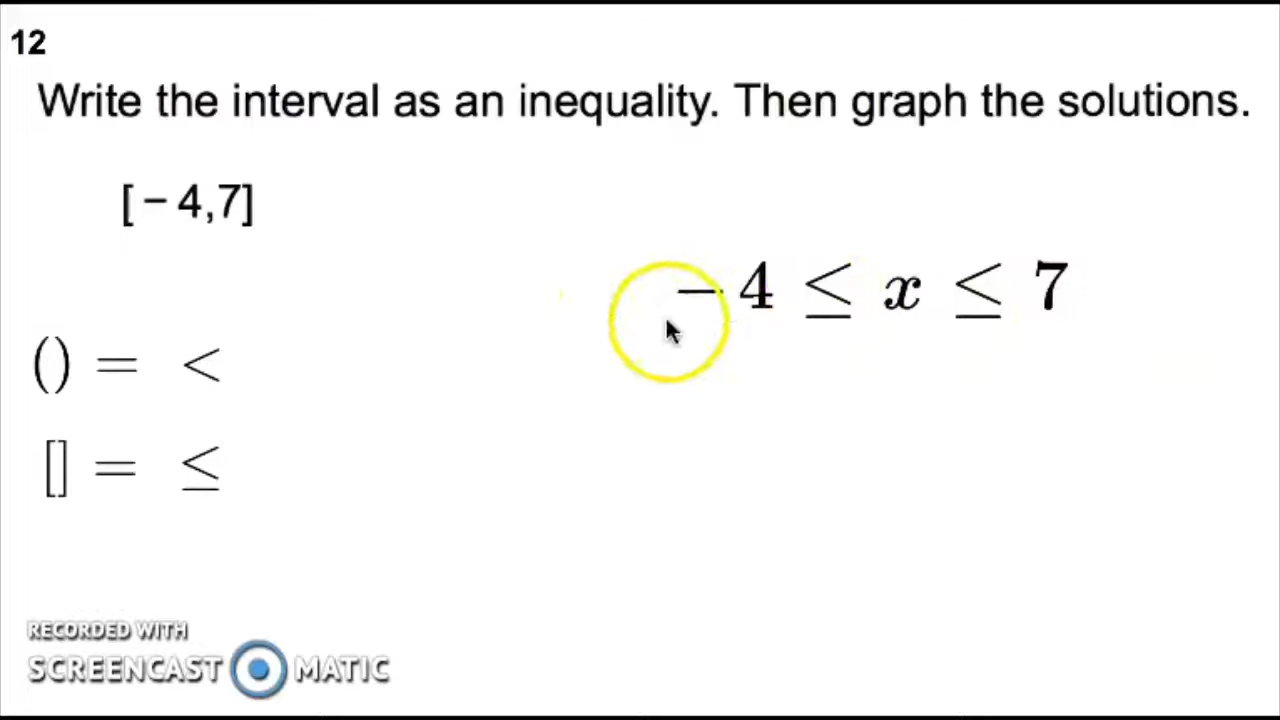 12
Write the interval as an inequality. Then graph the solutions.
[−4,7]
−4 ≤ x ≤ 7
() = <
[] = ≤
RECORDED WITH
SCREENCAST MATIC